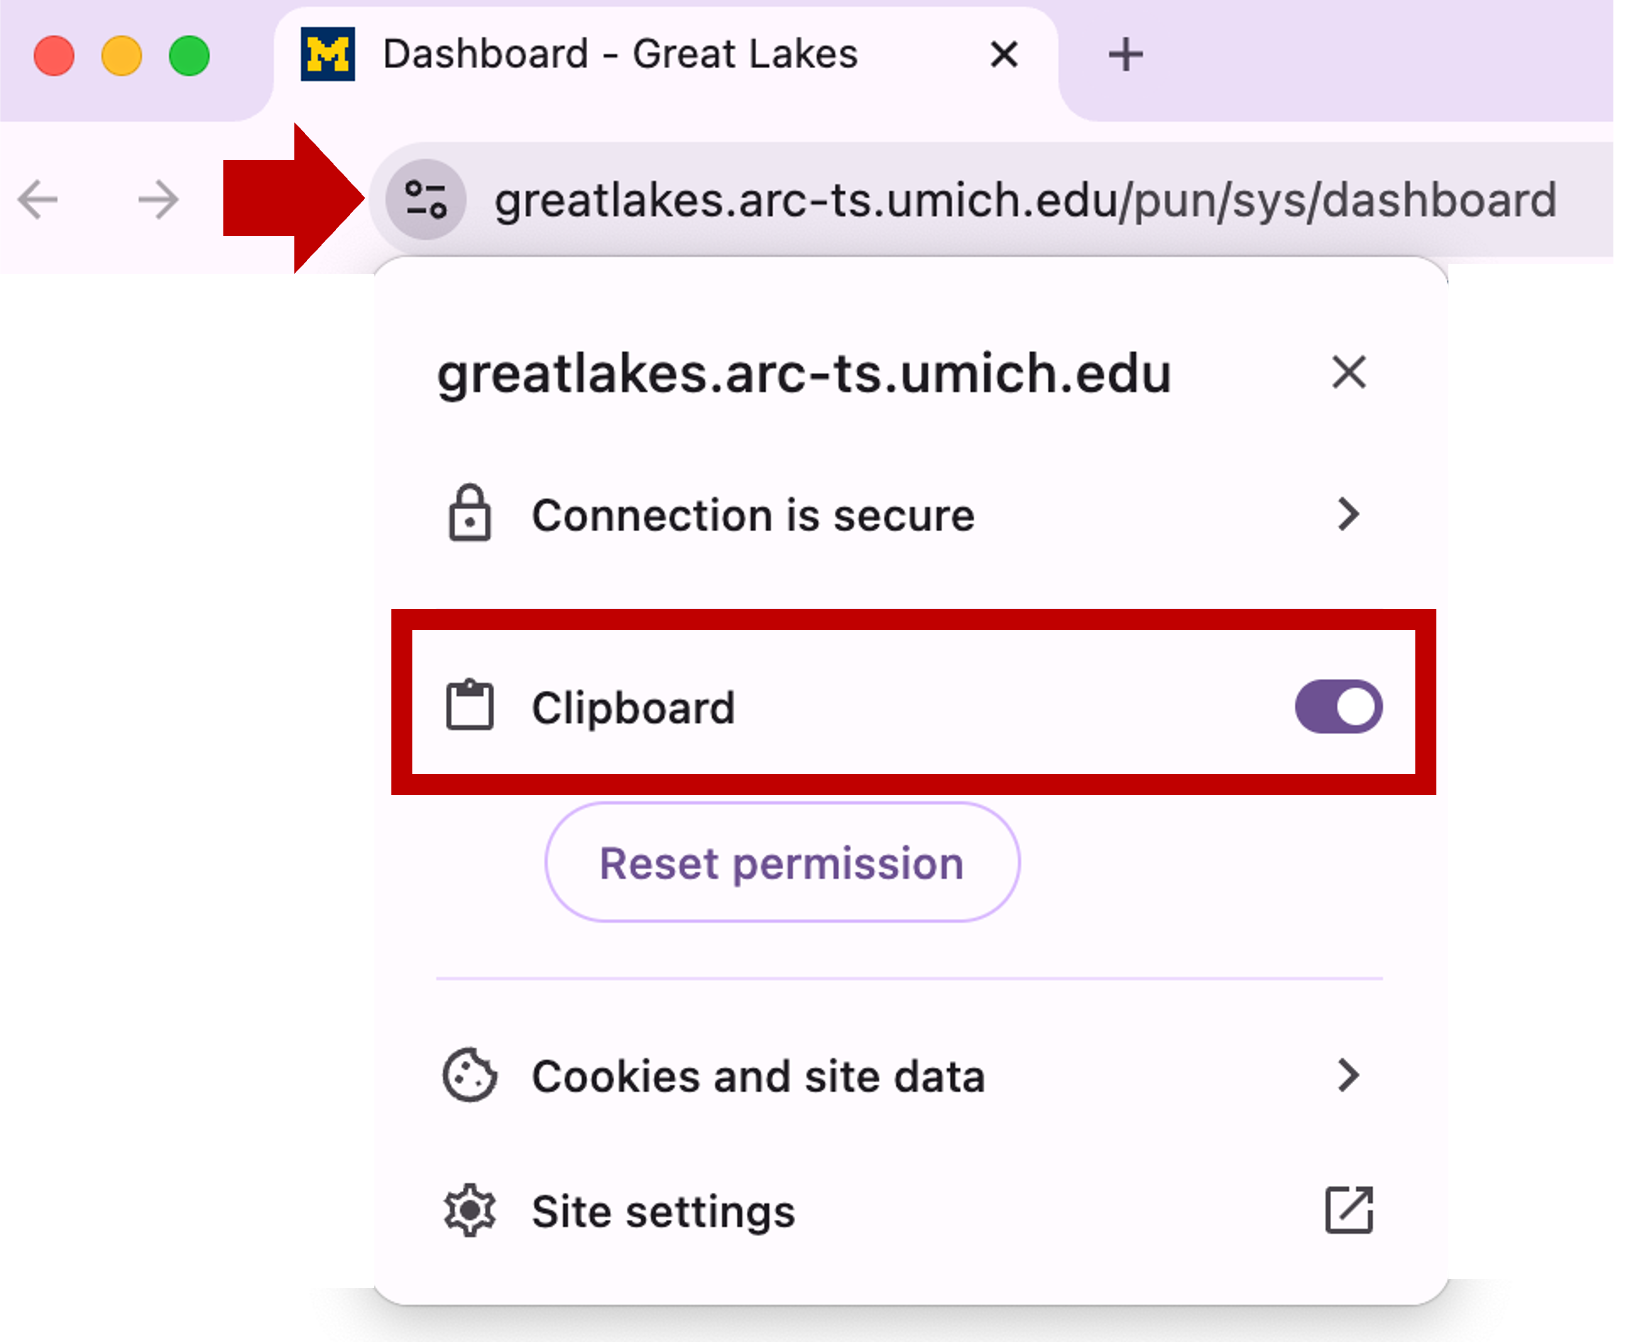 M Dashboard - Great Lakes
greatlakes.arc-ts.umich.edu/pun/sys/dashboard
greatlakes.arc-ts.umich.edu
Connection is secure
Clipboard
Reset permission
Cookies and site data
Site settings